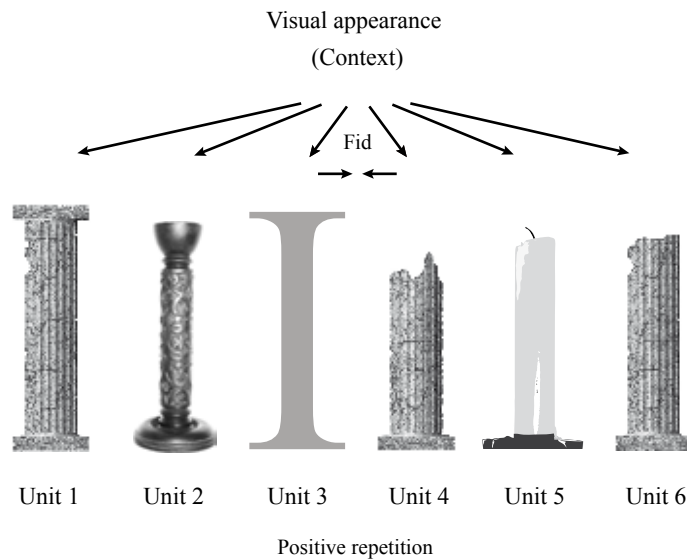 Visual appearance
(Context)
Fid
Unit 1 Unit 2 Unit 3 Unit 4 Unit 5 Unit 6
Positive repetition